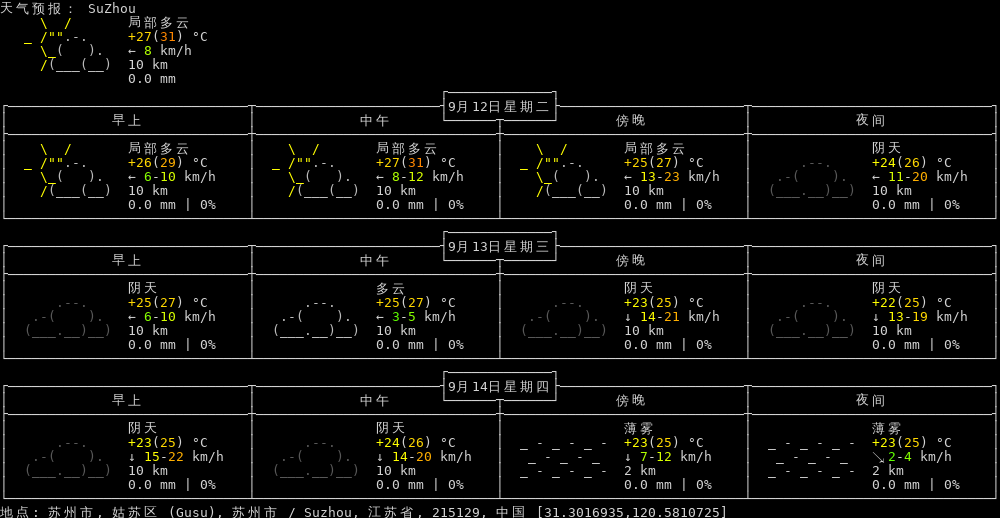 天气预报: SuZhou
局部多云
+27(31) °C
← 8 km/h
10 km
0.0 mm
9月12日星期二
早上 中午 傍晚 夜间
局部多云 局部多云 局部多云 阴天
+26(29) °C +27(31) °C +25(27) °C +24(26) °C
← 6-10 km/h ← 8-12 km/h ← 13-23 km/h ← 11-20 km/h
10 km 10 km 10 km 10 km
0.0 mm | 0% 0.0 mm | 0% 0.0 mm | 0% 0.0 mm | 0%
9月13日星期三
早上 中午 傍晚 夜间
阴天 多云 阴天 阴天
+25(27) °C +25(27) °C +23(25) °C +22(25) °C
← 6-10 km/h ← 3-5 km/h ↓ 14-21 km/h ↓ 13-19 km/h
10 km 10 km 10 km 10 km
0.0 mm | 0% 0.0 mm | 0% 0.0 mm | 0% 0.0 mm | 0%
9月14日星期四
早上 中午 傍晚 夜间
阴天 阴天 薄雾 薄雾
+23(25) °C +24(26) °C +23(25) °C +23(25) °C
↓ 15-22 km/h ↓ 14-20 km/h ↓ 7-12 km/h ↘ 2-4 km/h
10 km 10 km 2 km 2 km
0.0 mm | 0% 0.0 mm | 0% 0.0 mm | 0% 0.0 mm | 0%
地点: 苏州市, 姑苏区 (Gusu), 苏州市 / Suzhou, 江苏省, 215129, 中国 [31.3016935,120.5810725]